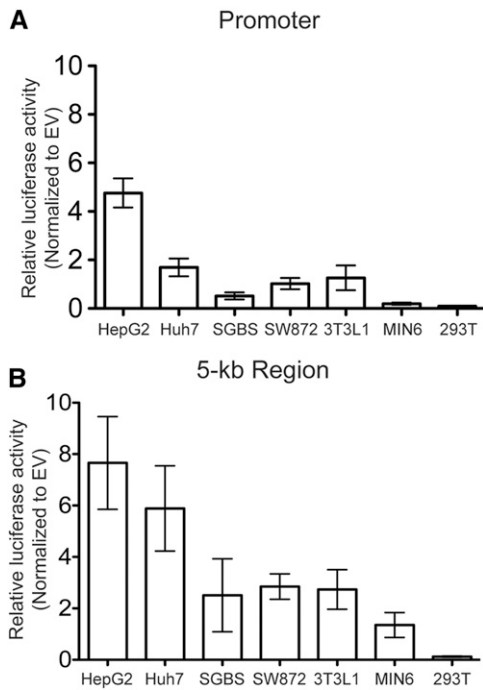 A
Promoter
Relative luciferase activity
(Normalized to EV)
10
8
6
4
2
0
HepG2 Huh7 SGBS SW872 3T3L1 MIN6 293T
B
5-kb Region
Relative luciferase activity
(Normalized to EV)
10
8
6
4
2
0
HepG2 Huh7 SGBS SW872 3T3L1 MIN6 293T